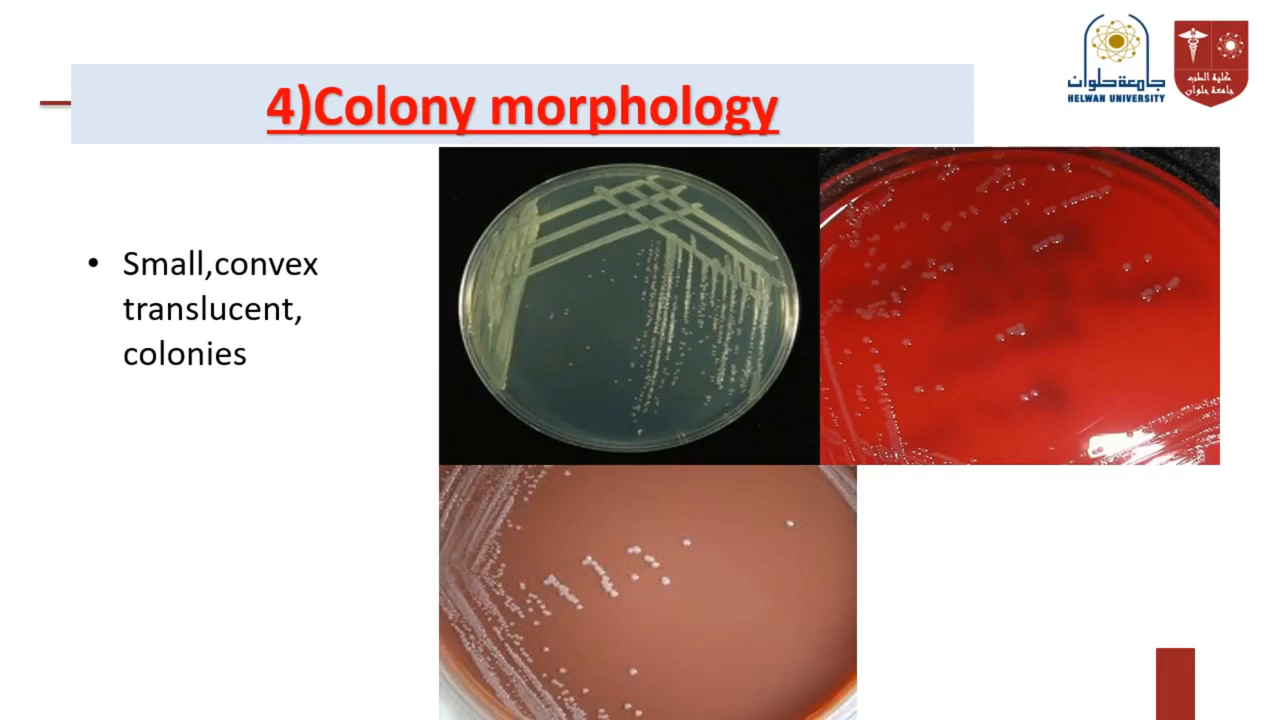 جامعة حلوان
HELWAN UNIVERSITY
كلية الطب
جامعة حلوان
4)Colony morphology
• Small,convex
translucent,
colonies